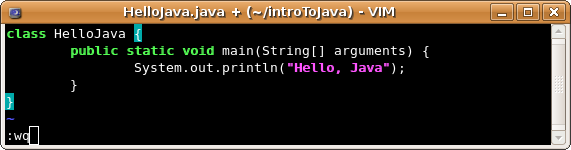 HelloJava.java + (~/introToJava) - VIM
class HelloJava {
        public static void main(String[] arguments) {
                System.out.println("Hello, Java");
        }
}
~
:wq